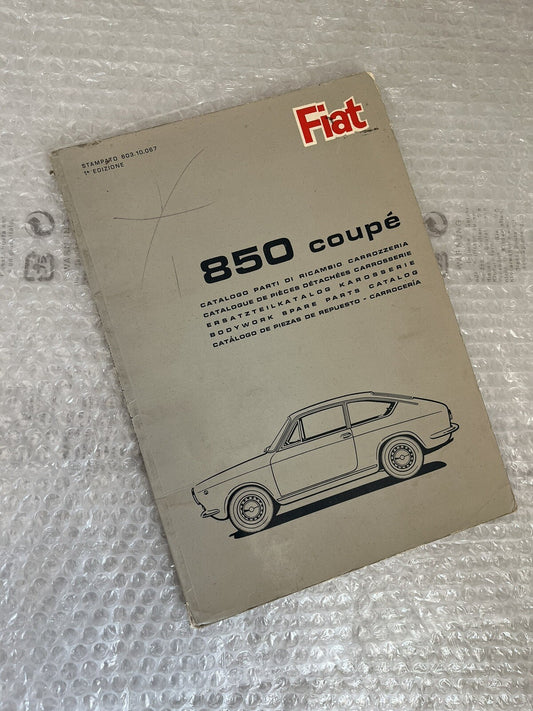 Fiat
STAMPATO 603.10.067
1ª EDIZIONE
850 coupé
CATALOGO PARTI DI RICAMBIO CARROZZERIA
CATALOGUE DE PIÈCES DÉTACHÉES CARROSSERIE
ERSATZTEILKATALOG KAROSSERIE
BODYWORK SPARE PARTS CATALOG
CATÁLOGO DE PIEZAS DE REPUESTO - CARROCERÍA